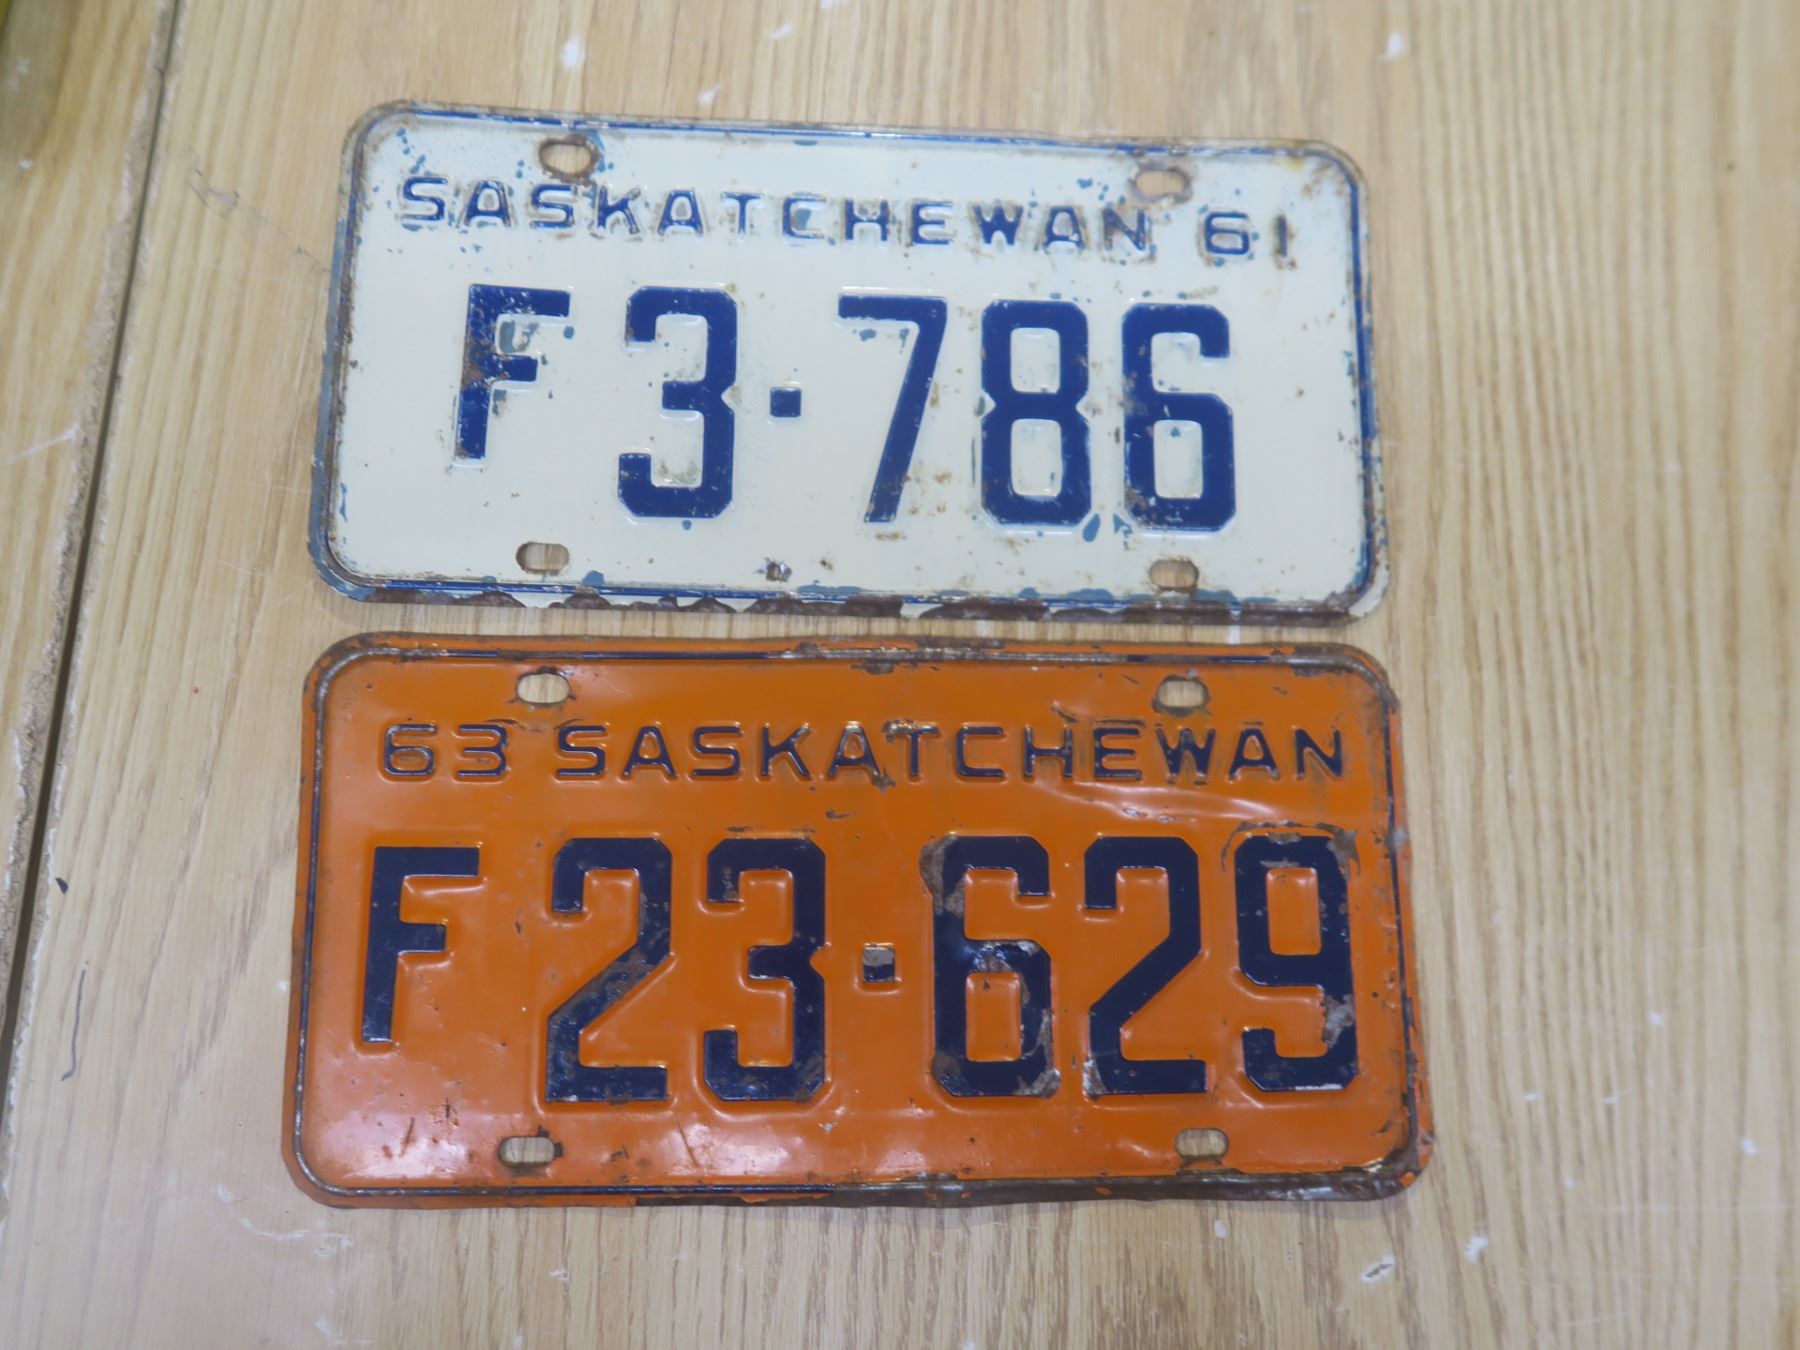 SASKATCHEWAN 61
F3·786
63 SASKATCHEWAN
F23·629